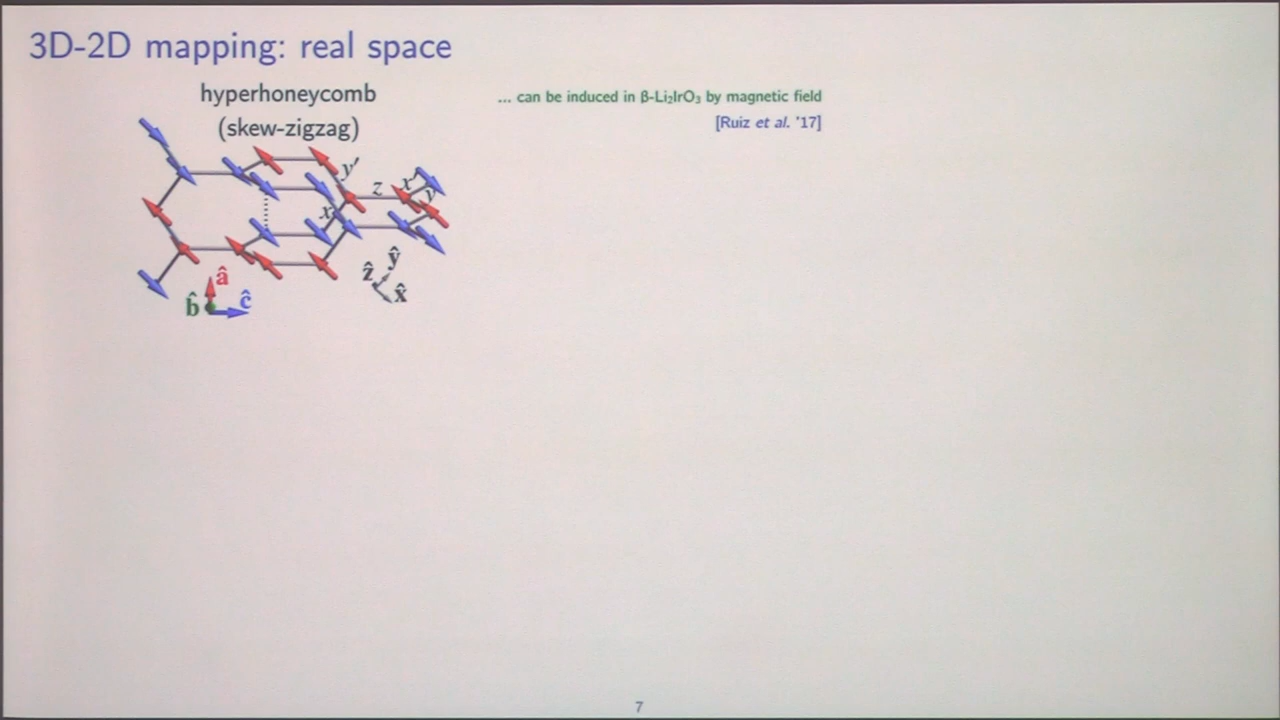 3D-2D mapping: real space
hyperhoneycomb
(skew-zigzag)
... can be induced in β-Li₂IrO₃ by magnetic field
[Ruiz et al. '17]
y'
z
x'
y
x
ŷ
ẑ
x̂
â
b̂
ĉ
7